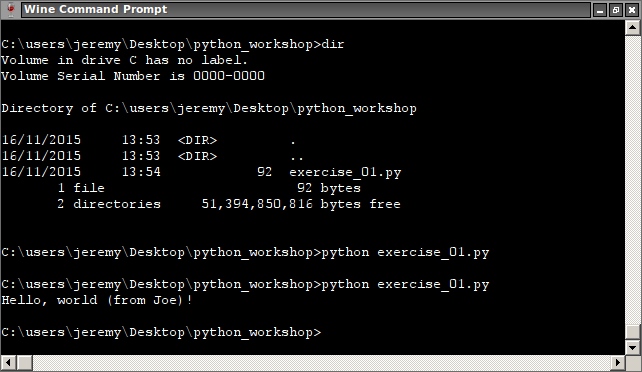 Wine Command Prompt
C:\users\jeremy\Desktop\python_workshop>dir
Volume in drive C has no label.
Volume Serial Number is 0000-0000
Directory of C:\users\jeremy\Desktop\python_workshop
16/11/2015     13:53  <DIR>         .
16/11/2015     13:53  <DIR>         ..
16/11/2015     13:54            92  exercise_01.py
       1 file                        92 bytes
       2 directories     51,394,850,816 bytes free
C:\users\jeremy\Desktop\python_workshop>python exercise_01.py
C:\users\jeremy\Desktop\python_workshop>python exercise_01.py
Hello, world (from Joe)!
C:\users\jeremy\Desktop\python_workshop>